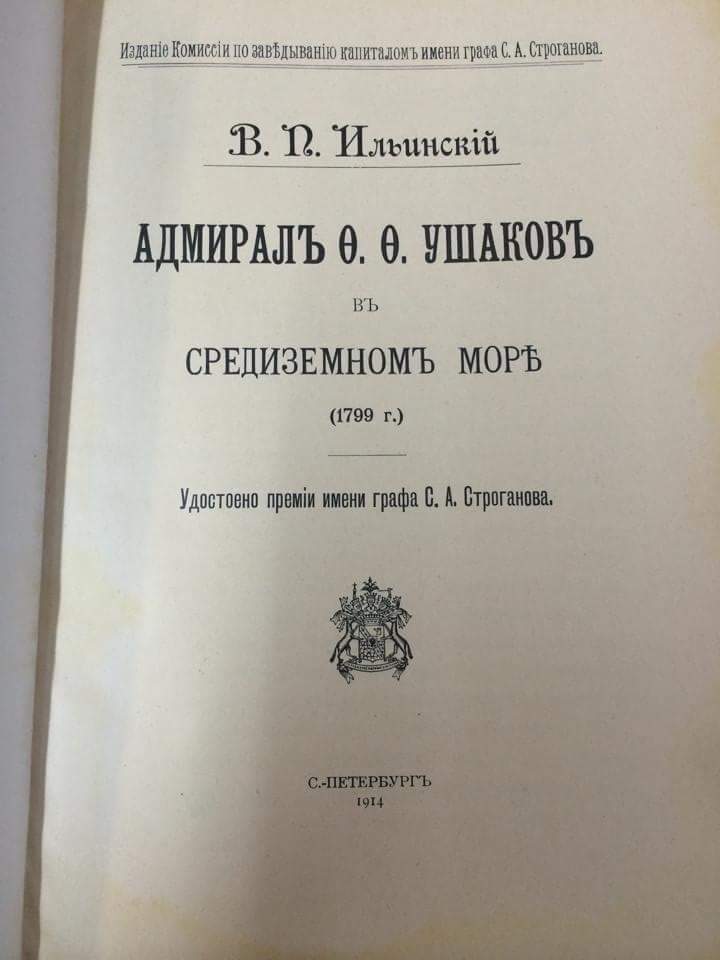 Изданіе Комиссіи по завѣдыванію капиталомъ имени графа С. А. Строганова.
В. П. Ильинскій
АДМИРАЛЪ Ѳ. Ѳ. УШАКОВЪ
ВЪ
СРЕДИЗЕМНОМЪ МОРѢ
(1799 г.)
Удостоено преміи имени графа С. А. Строганова.
С.-ПЕТЕРБУРГЪ
1914